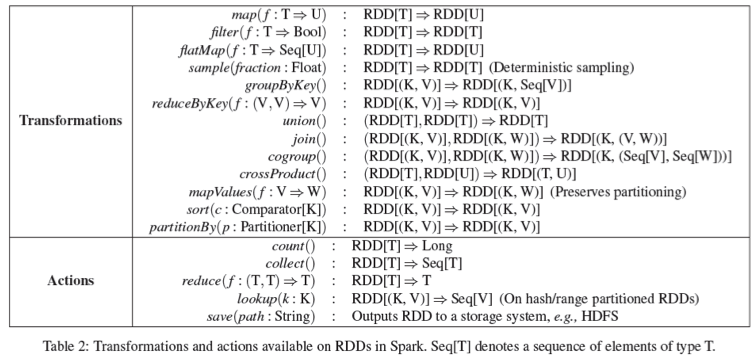 map(f : T ⇒ U) : RDD[T] ⇒ RDD[U]
filter(f : T ⇒ Bool) : RDD[T] ⇒ RDD[T]
flatMap(f : T ⇒ Seq[U]) : RDD[T] ⇒ RDD[U]
sample(fraction : Float) : RDD[T] ⇒ RDD[T] (Deterministic sampling)
groupByKey() : RDD[(K, V)] ⇒ RDD[(K, Seq[V])]
reduceByKey(f : (V,V) ⇒ V) : RDD[(K, V)] ⇒ RDD[(K, V)]
Transformations union() : (RDD[T],RDD[T]) ⇒ RDD[T]
join() : (RDD[(K, V)],RDD[(K, W)]) ⇒ RDD[(K, (V, W))]
cogroup() : (RDD[(K, V)],RDD[(K, W)]) ⇒ RDD[(K, (Seq[V], Seq[W]))]
crossProduct() : (RDD[T],RDD[U]) ⇒ RDD[(T, U)]
mapValues(f : V ⇒ W) : RDD[(K, V)] ⇒ RDD[(K, W)] (Preserves partitioning)
sort(c : Comparator[K]) : RDD[(K, V)] ⇒ RDD[(K, V)]
partitionBy(p : Partitioner[K]) : RDD[(K, V)] ⇒ RDD[(K, V)]
count() : RDD[T] ⇒ Long
collect() : RDD[T] ⇒ Seq[T]
Actions reduce(f : (T,T) ⇒ T) : RDD[T] ⇒ T
lookup(k : K) : RDD[(K, V)] ⇒ Seq[V] (On hash/range partitioned RDDs)
save(path : String) : Outputs RDD to a storage system, e.g., HDFS
Table 2: Transformations and actions available on RDDs in Spark. Seq[T] denotes a sequence of elements of type T.